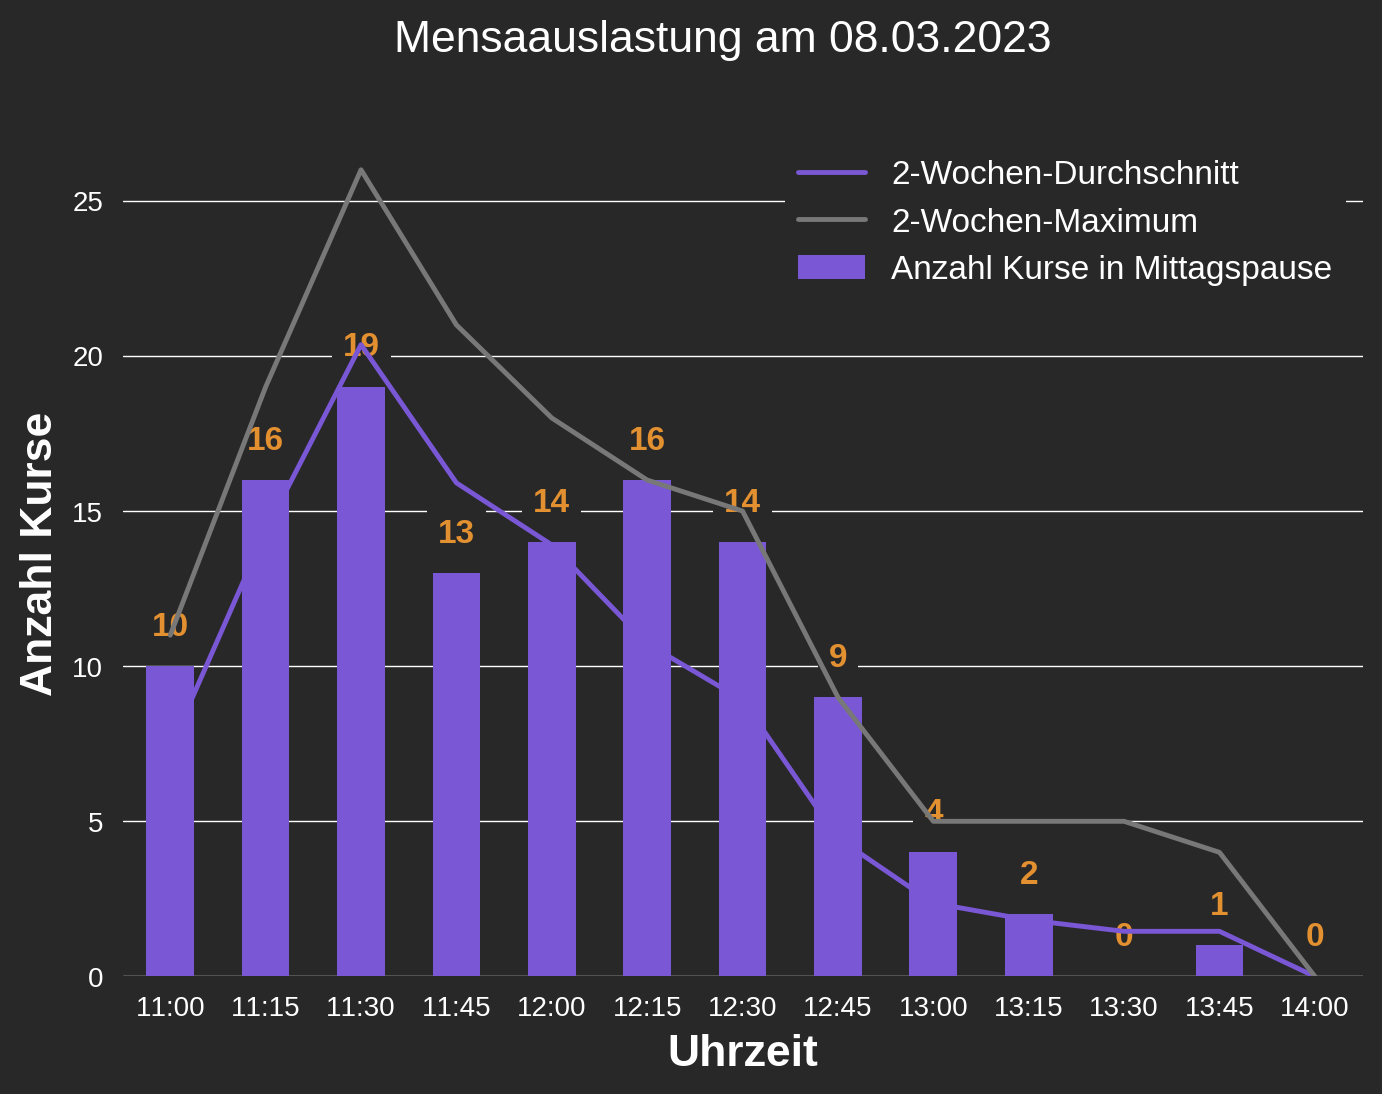 Mensaauslastung am 08.03.2023
2-Wochen-Durchschnitt
2-Wochen-Maximum
Anzahl Kurse in Mittagspause
Anzahl Kurse
25
20
15
10
5
0
10
16
19
13
14
16
14
9
4
2
0
1
0
11:00 11:15 11:30 11:45 12:00 12:15 12:30 12:45 13:00 13:15 13:30 13:45 14:00
Uhrzeit